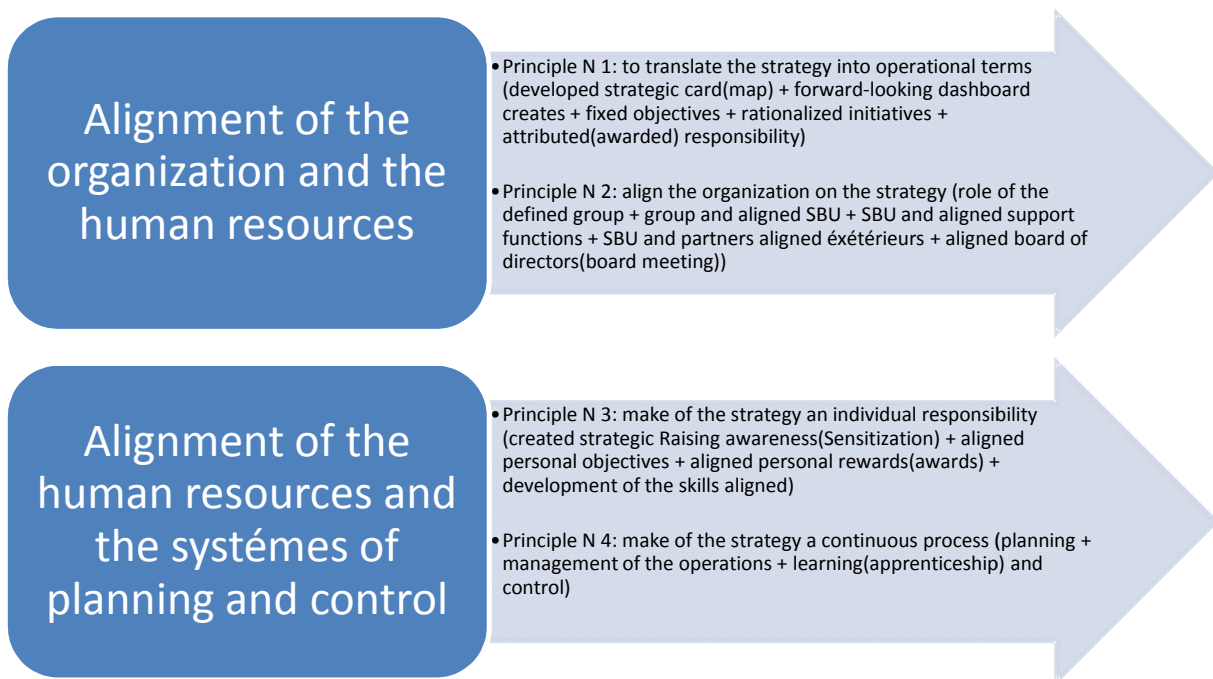 Alignment of the
organization and the
human resources
•Principle N 1: to translate the strategy into operational terms
(developed strategic card(map) + forward-looking dashboard
creates + fixed objectives + rationalized initiatives +
attributed(awarded) responsibility)
•Principle N 2: align the organization on the strategy (role of the
defined group + group and aligned SBU + SBU and aligned support
functions + SBU and partners aligned éxétérieurs + aligned board of
directors(board meeting))
Alignment of the
human resources and
the systémes of
planning and control
•Principle N 3: make of the strategy an individual responsibility
(created strategic Raising awareness(Sensitization) + aligned
personal objectives + aligned personal rewards(awards) +
development of the skills aligned)
•Principle N 4: make of the strategy a continuous process (planning +
management of the operations + learning(apprenticeship) and
control)